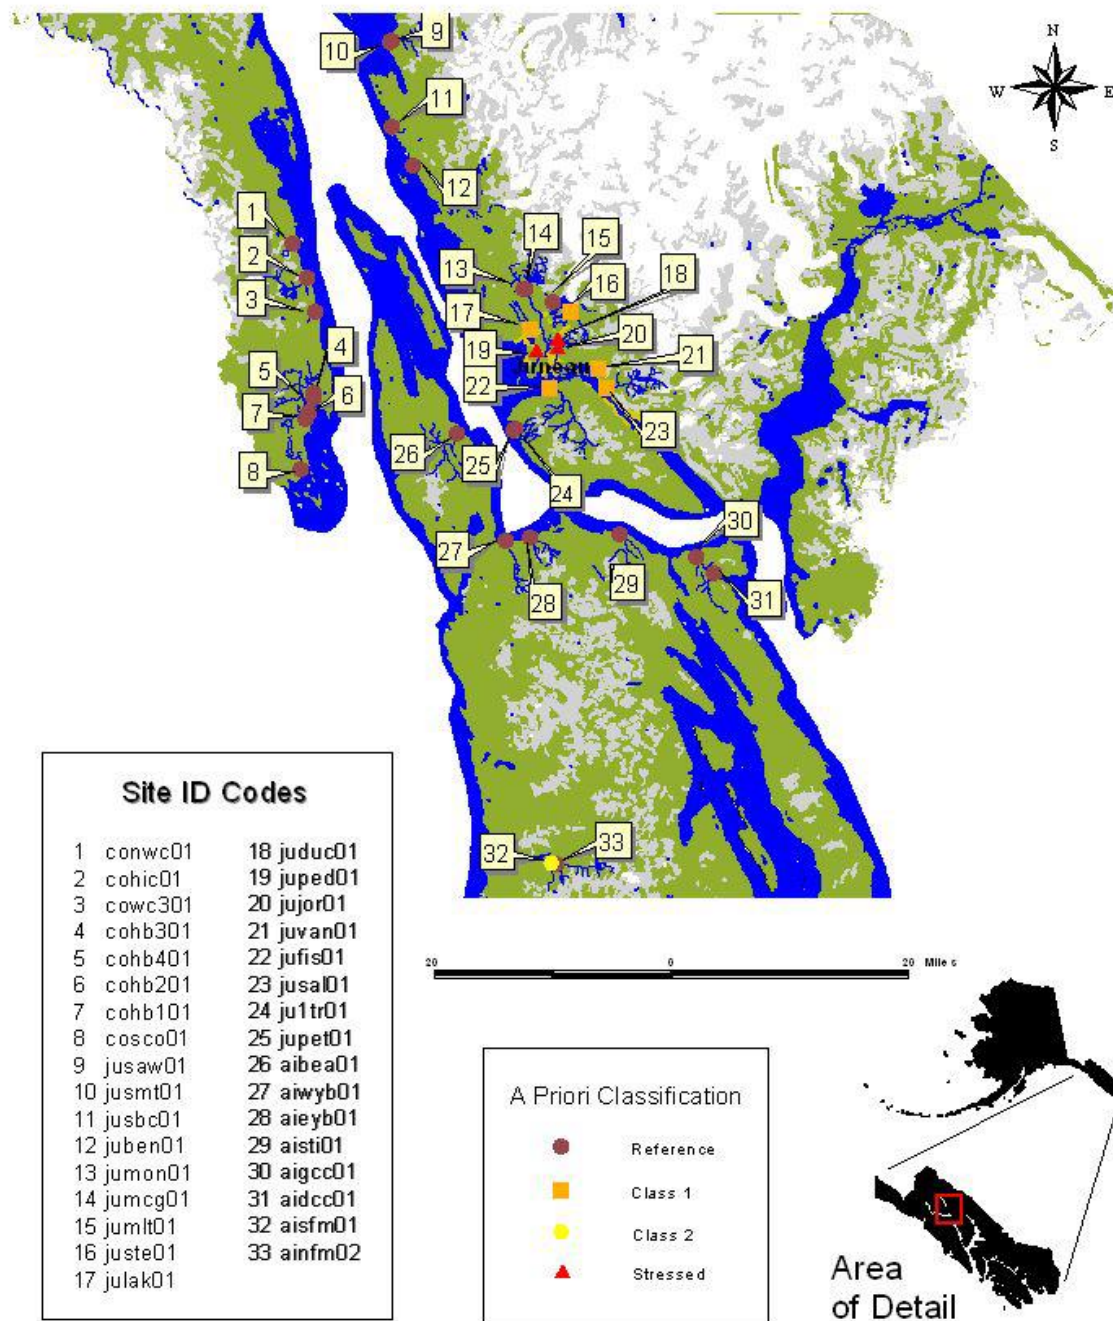 9
10
N
W E
S
11
12
1
2
3
14
15
13
16
18
17
20
19
21
Juneau
22
4
5
6
7
23
26
25
8
24
30
27
29
28
31
32
33
Site ID Codes
1 conwc01
2 cohic01
3 cowc301
4 cohb301
5 cohb401
6 cohb201
7 cohb101
8 cosco01
9 jusaw01
10 jusmt01
11 jusbc01
12 juben01
13 jumon01
14 jumcg01
15 jumlt01
16 juste01
17 julak01
18 juduc01
19 juped01
20 jujor01
21 juvan01
22 jufis01
23 jusal01
24 ju1tr01
25 jupet01
26 aibea01
27 aiwyb01
28 aieyb01
29 aisti01
30 aigcc01
31 aidcc01
32 aisfm01
33 ainfm02
20 0 20 Miles
A Priori Classification
Reference
Class 1
Class 2
Stressed
Area
of Detail